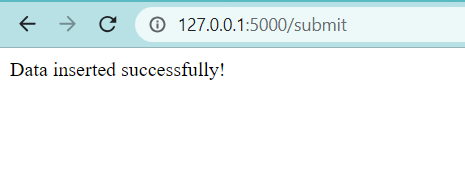 127.0.0.1:5000/submit
Data inserted successfully!